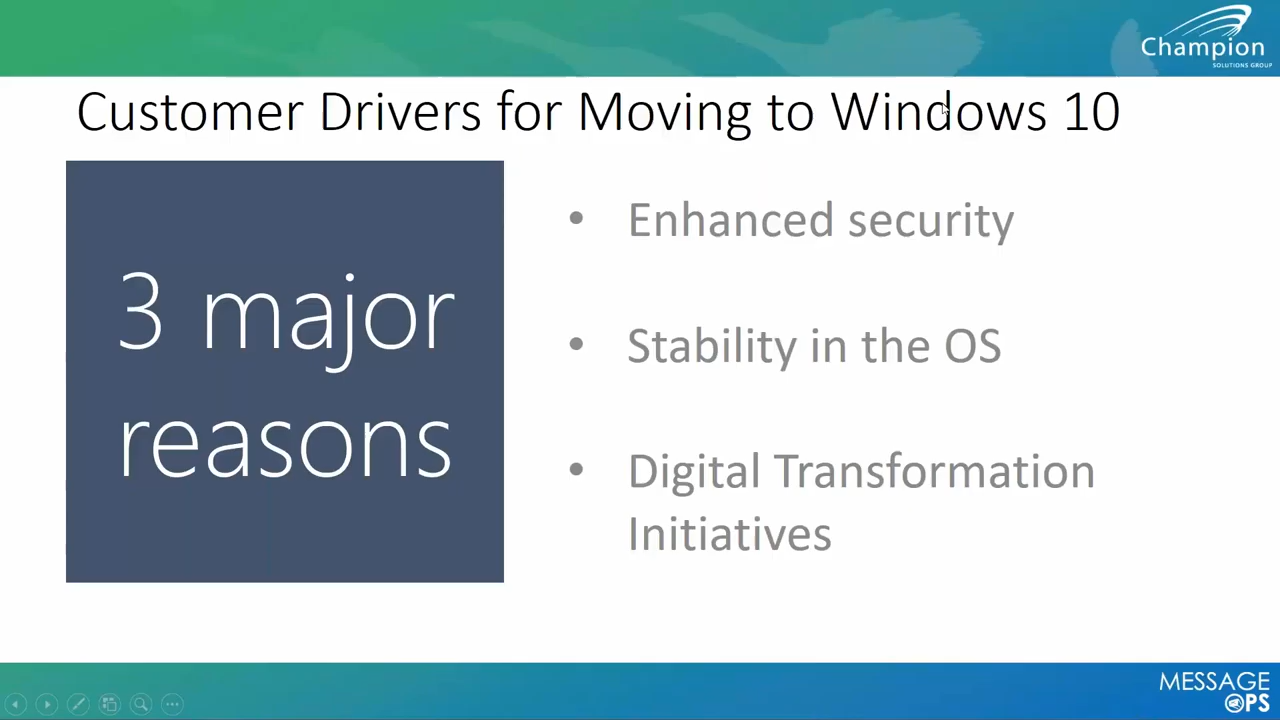 Champion
SOLUTIONS GROUP
Customer Drivers for Moving to Windows 10
3 major
reasons
• Enhanced security
• Stability in the OS
• Digital Transformation
Initiatives
MESSAGE
OPS